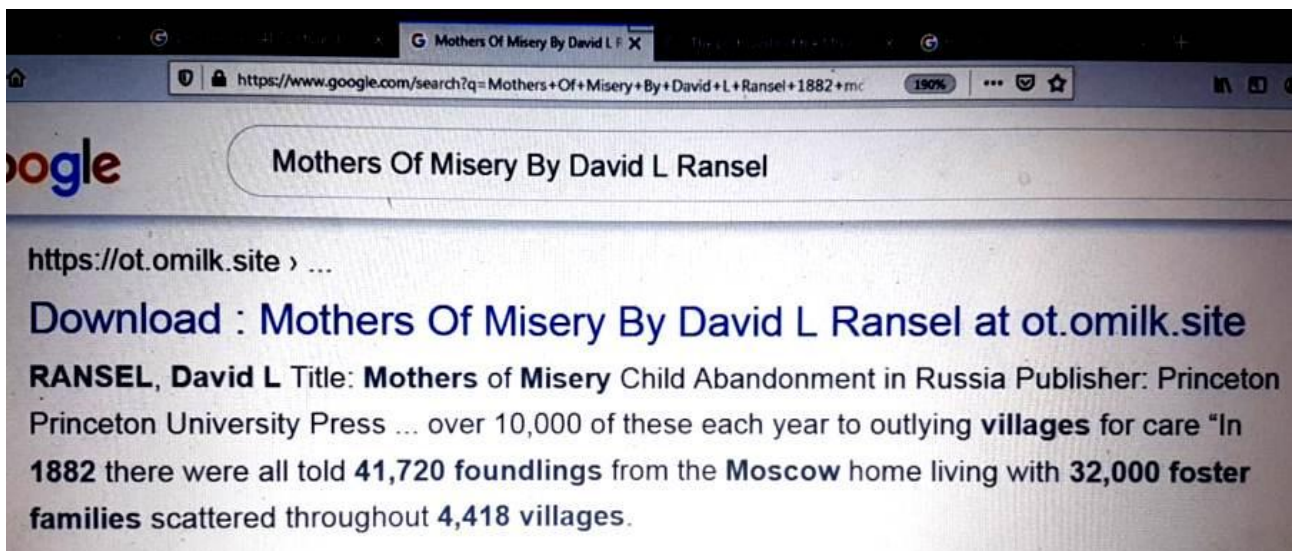 Mothers Of Misery By David L F
https://www.google.com/search?q=Mothers+Of+Misery+By+David+L+Ransel+1882+mo 190%
oogle Mothers Of Misery By David L Ransel
https://ot.omilk.site › ...
Download : Mothers Of Misery By David L Ransel at ot.omilk.site
RANSEL, David L Title: Mothers of Misery Child Abandonment in Russia Publisher: Princeton
Princeton University Press ... over 10,000 of these each year to outlying villages for care “In
1882 there were all told 41,720 foundlings from the Moscow home living with 32,000 foster
families scattered throughout 4,418 villages.